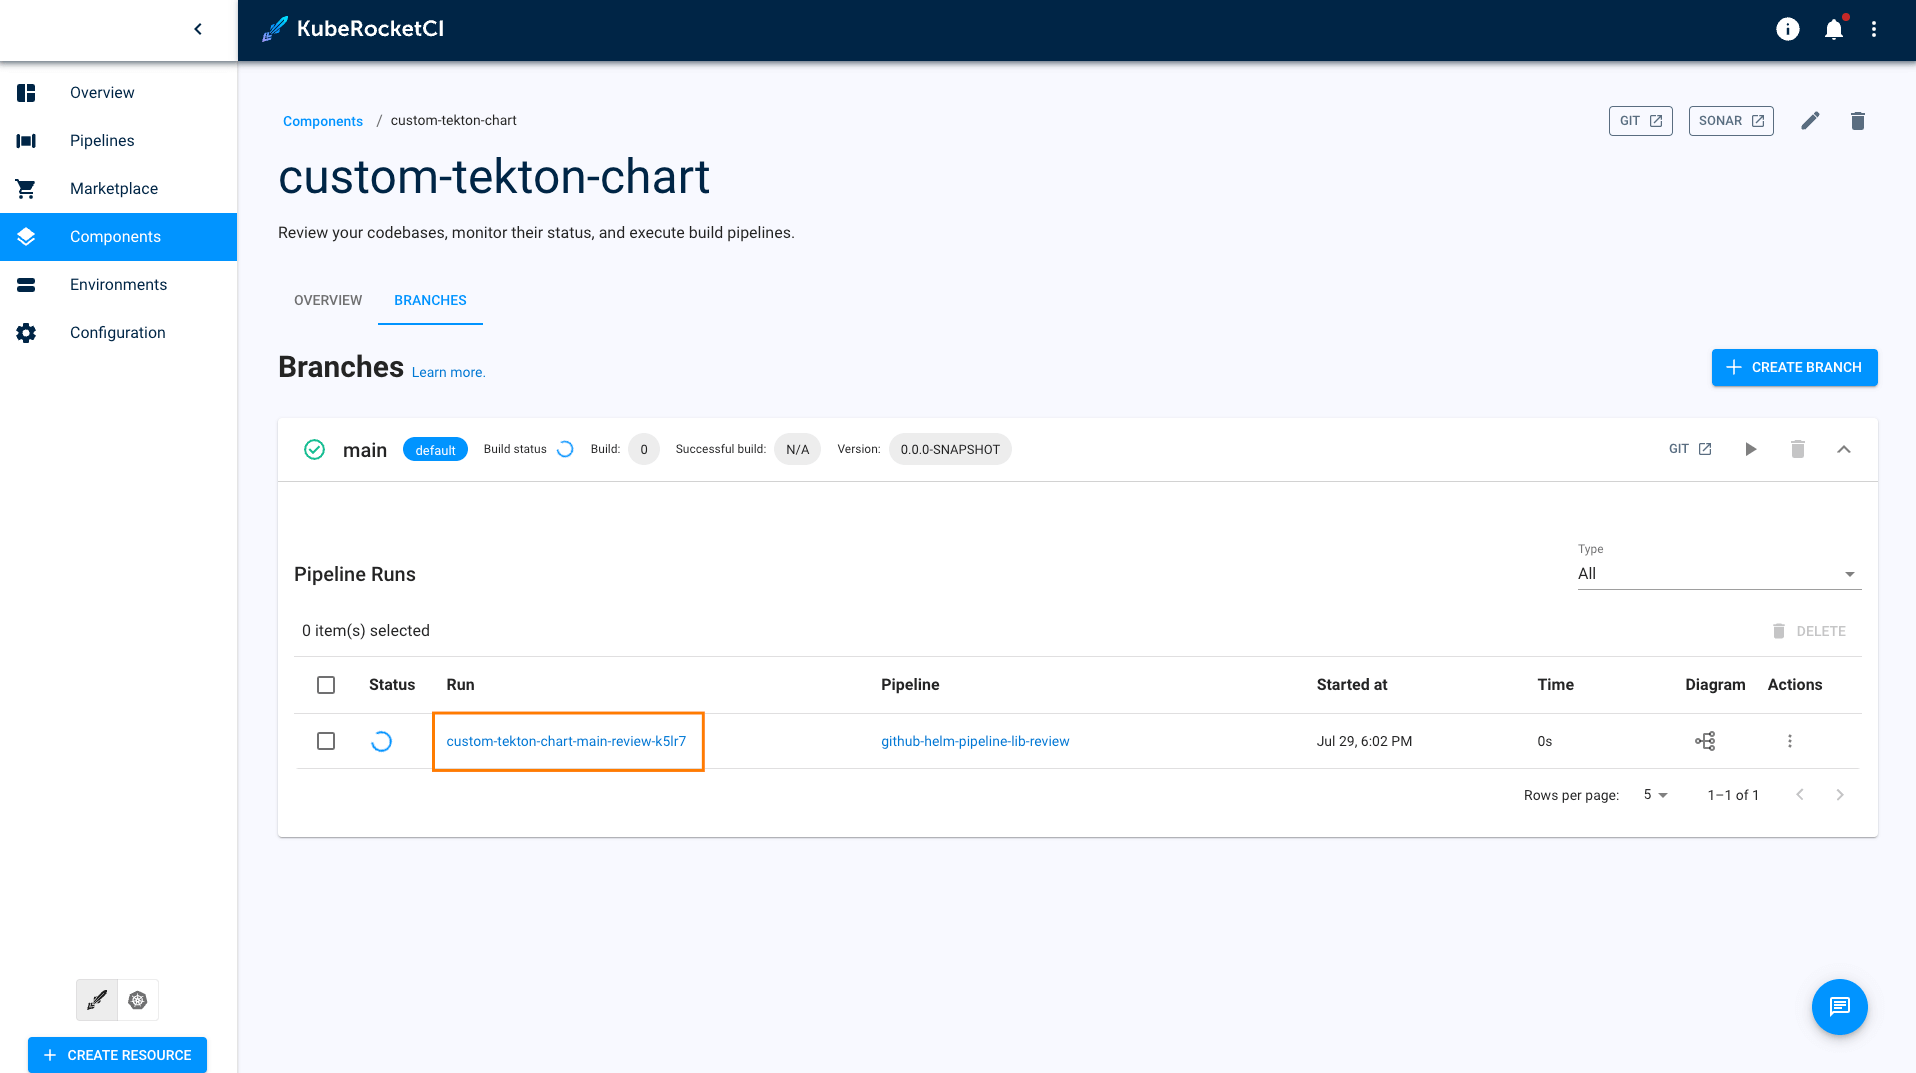 KubeRocketCI
Overview
Pipelines
Marketplace
Components
Environments
Configuration
CREATE RESOURCE
Components / custom-tekton-chart
GIT
SONAR
custom-tekton-chart
Review your codebases, monitor their status, and execute build pipelines.
OVERVIEW
BRANCHES
Branches Learn more.
CREATE BRANCH
main default Build status Build: 0 Successful build: N/A Version: 0.0.0-SNAPSHOT GIT
Type
Pipeline Runs
All
0 item(s) selected
DELETE
Status Run Pipeline Started at Time Diagram Actions
custom-tekton-chart-main-review-k5lr7 github-helm-pipeline-lib-review Jul 29, 6:02 PM 0s
Rows per page: 5 1–1 of 1